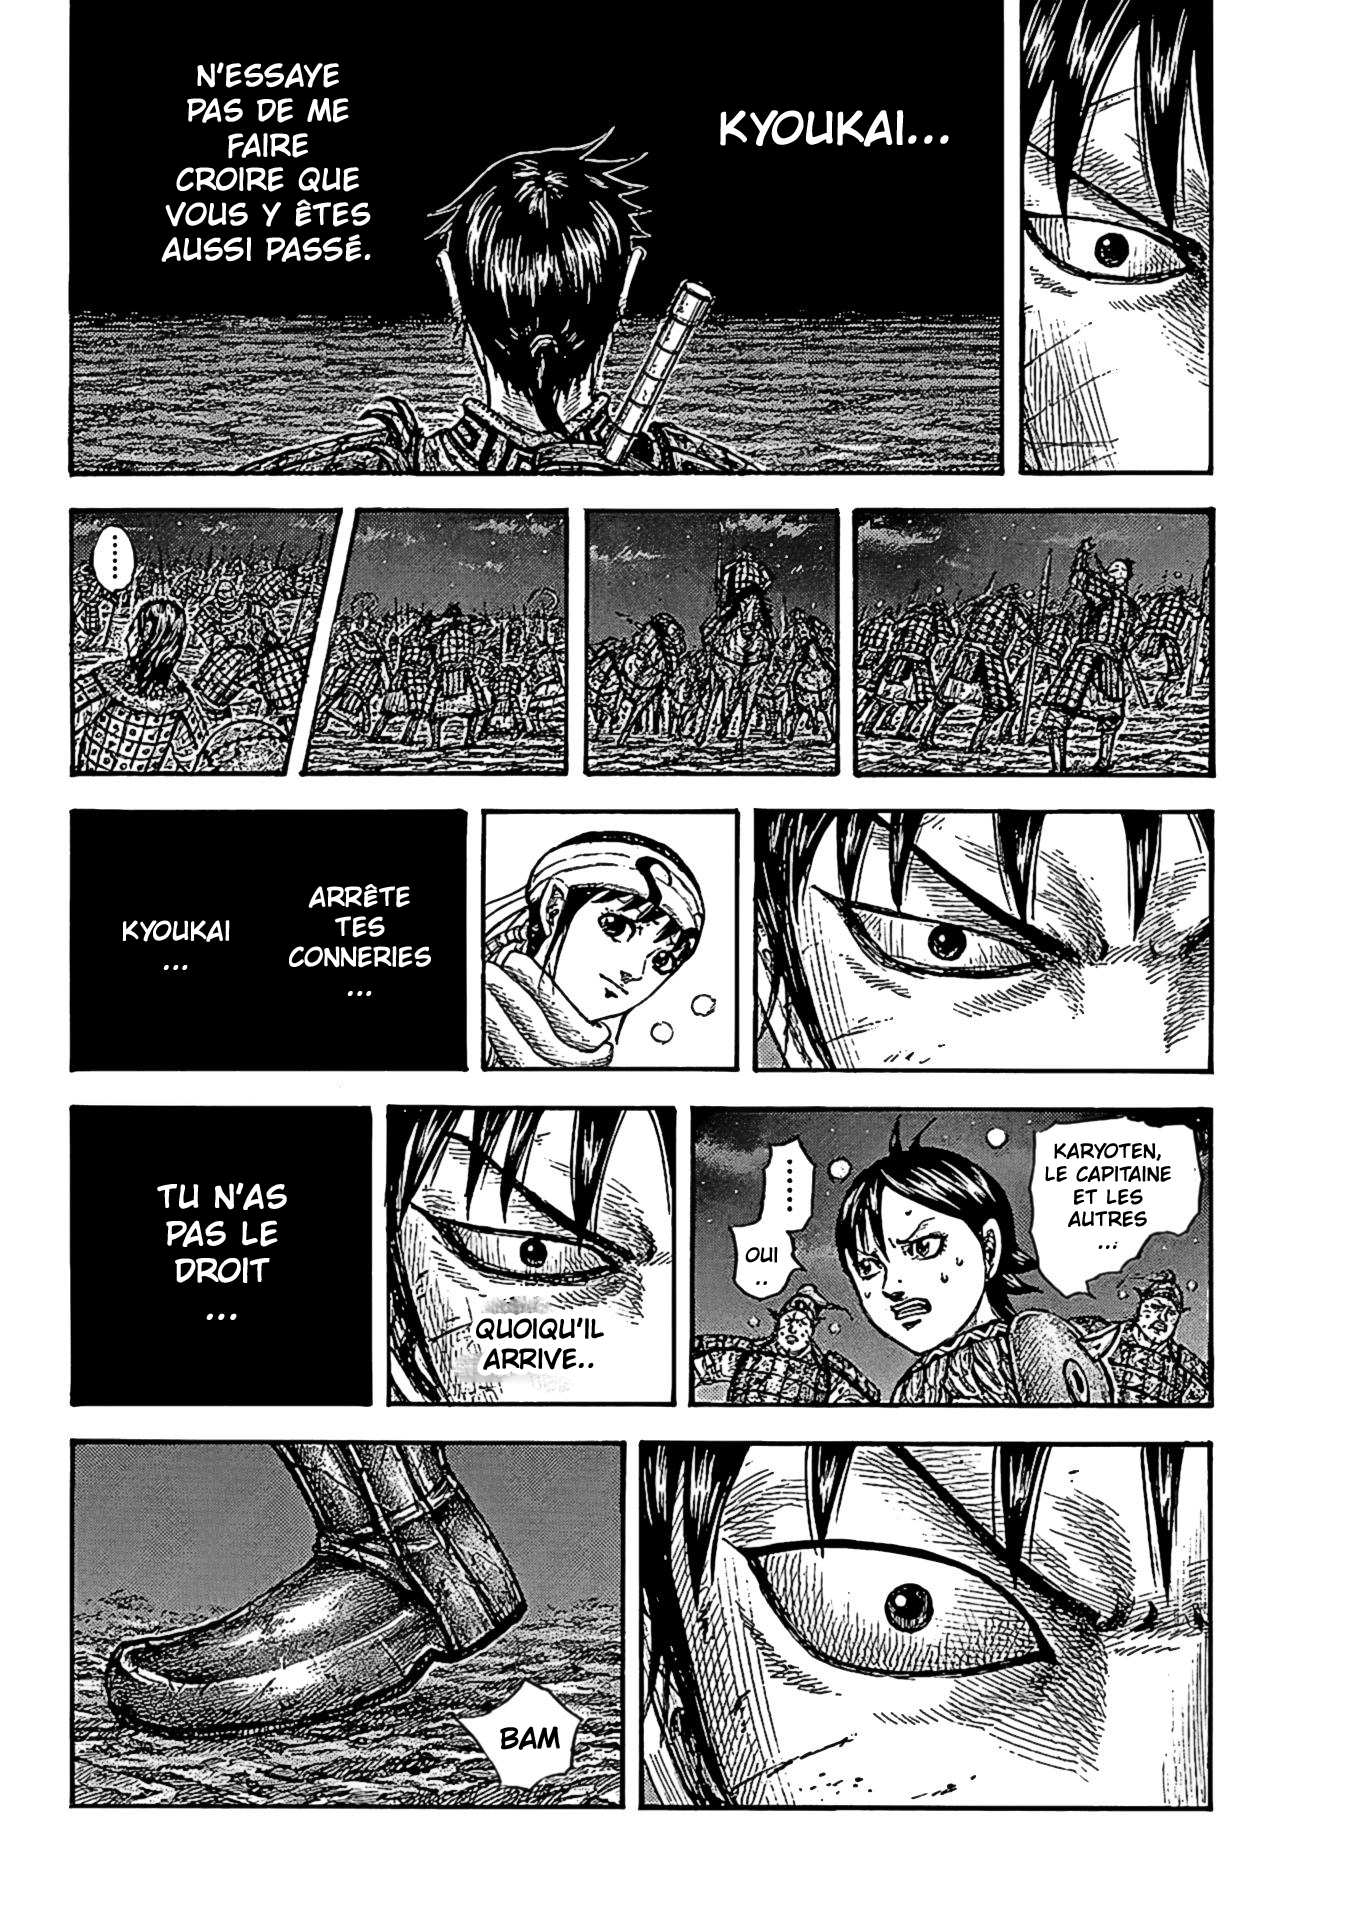 KYOUKAI...
N'ESSAYE
PAS DE ME
FAIRE
CROIRE QUE
VOUS Y ÊTES
AUSSI PASSÉ.
......
ARRÊTE
TES
CONNERIES
...
KYOUKAI
...
KARYOTEN,
LE CAPITAINE
ET LES
AUTRES
...
......
OUI
..
QUOIQU'IL
ARRIVE..
TU N'AS
PAS LE
DROIT
...
BAM